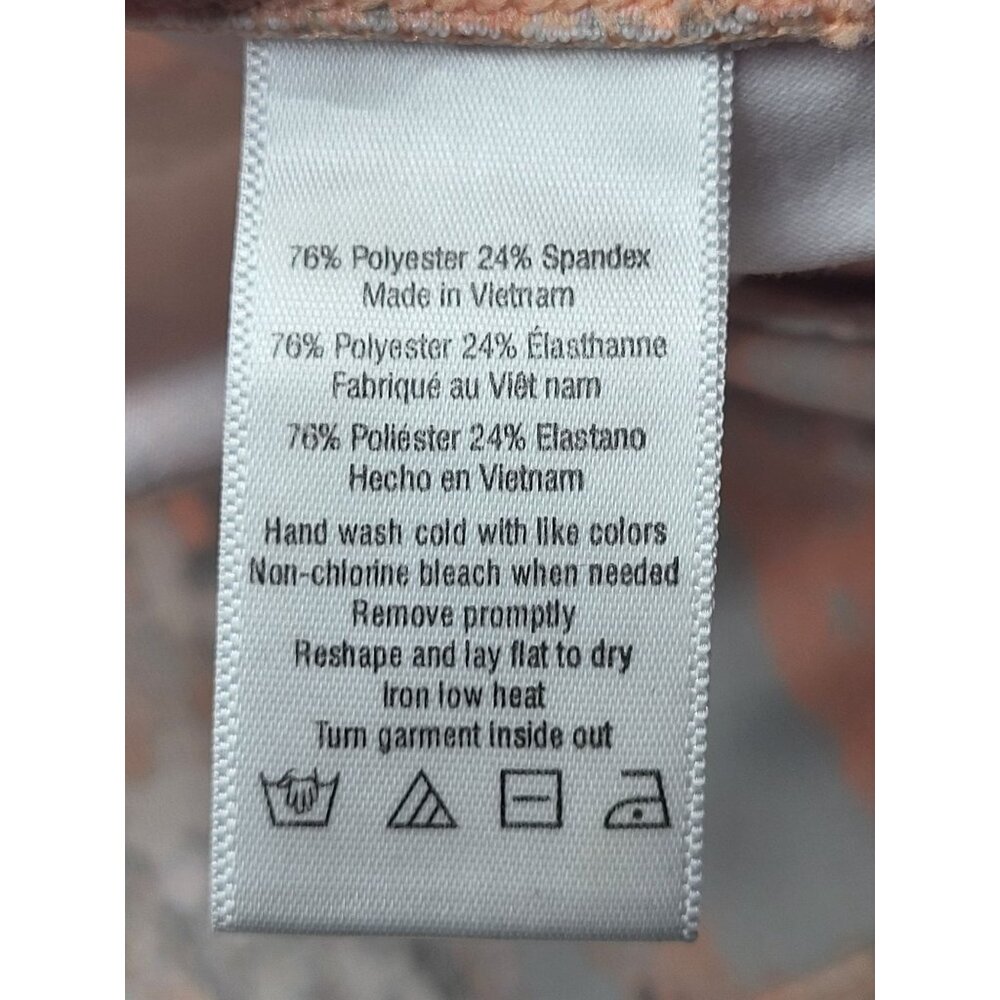 76% Polyester 24% Spandex
Made in Vietnam
76% Polyester 24% Élasthanne
Fabriqué au Viêt nam
76% Poliéster 24% Elastano
Hecho en Vietnam
Hand wash cold with like colors
Non-chlorine bleach when needed
Remove promptly
Reshape and lay flat to dry
Iron low heat
Turn garment inside out